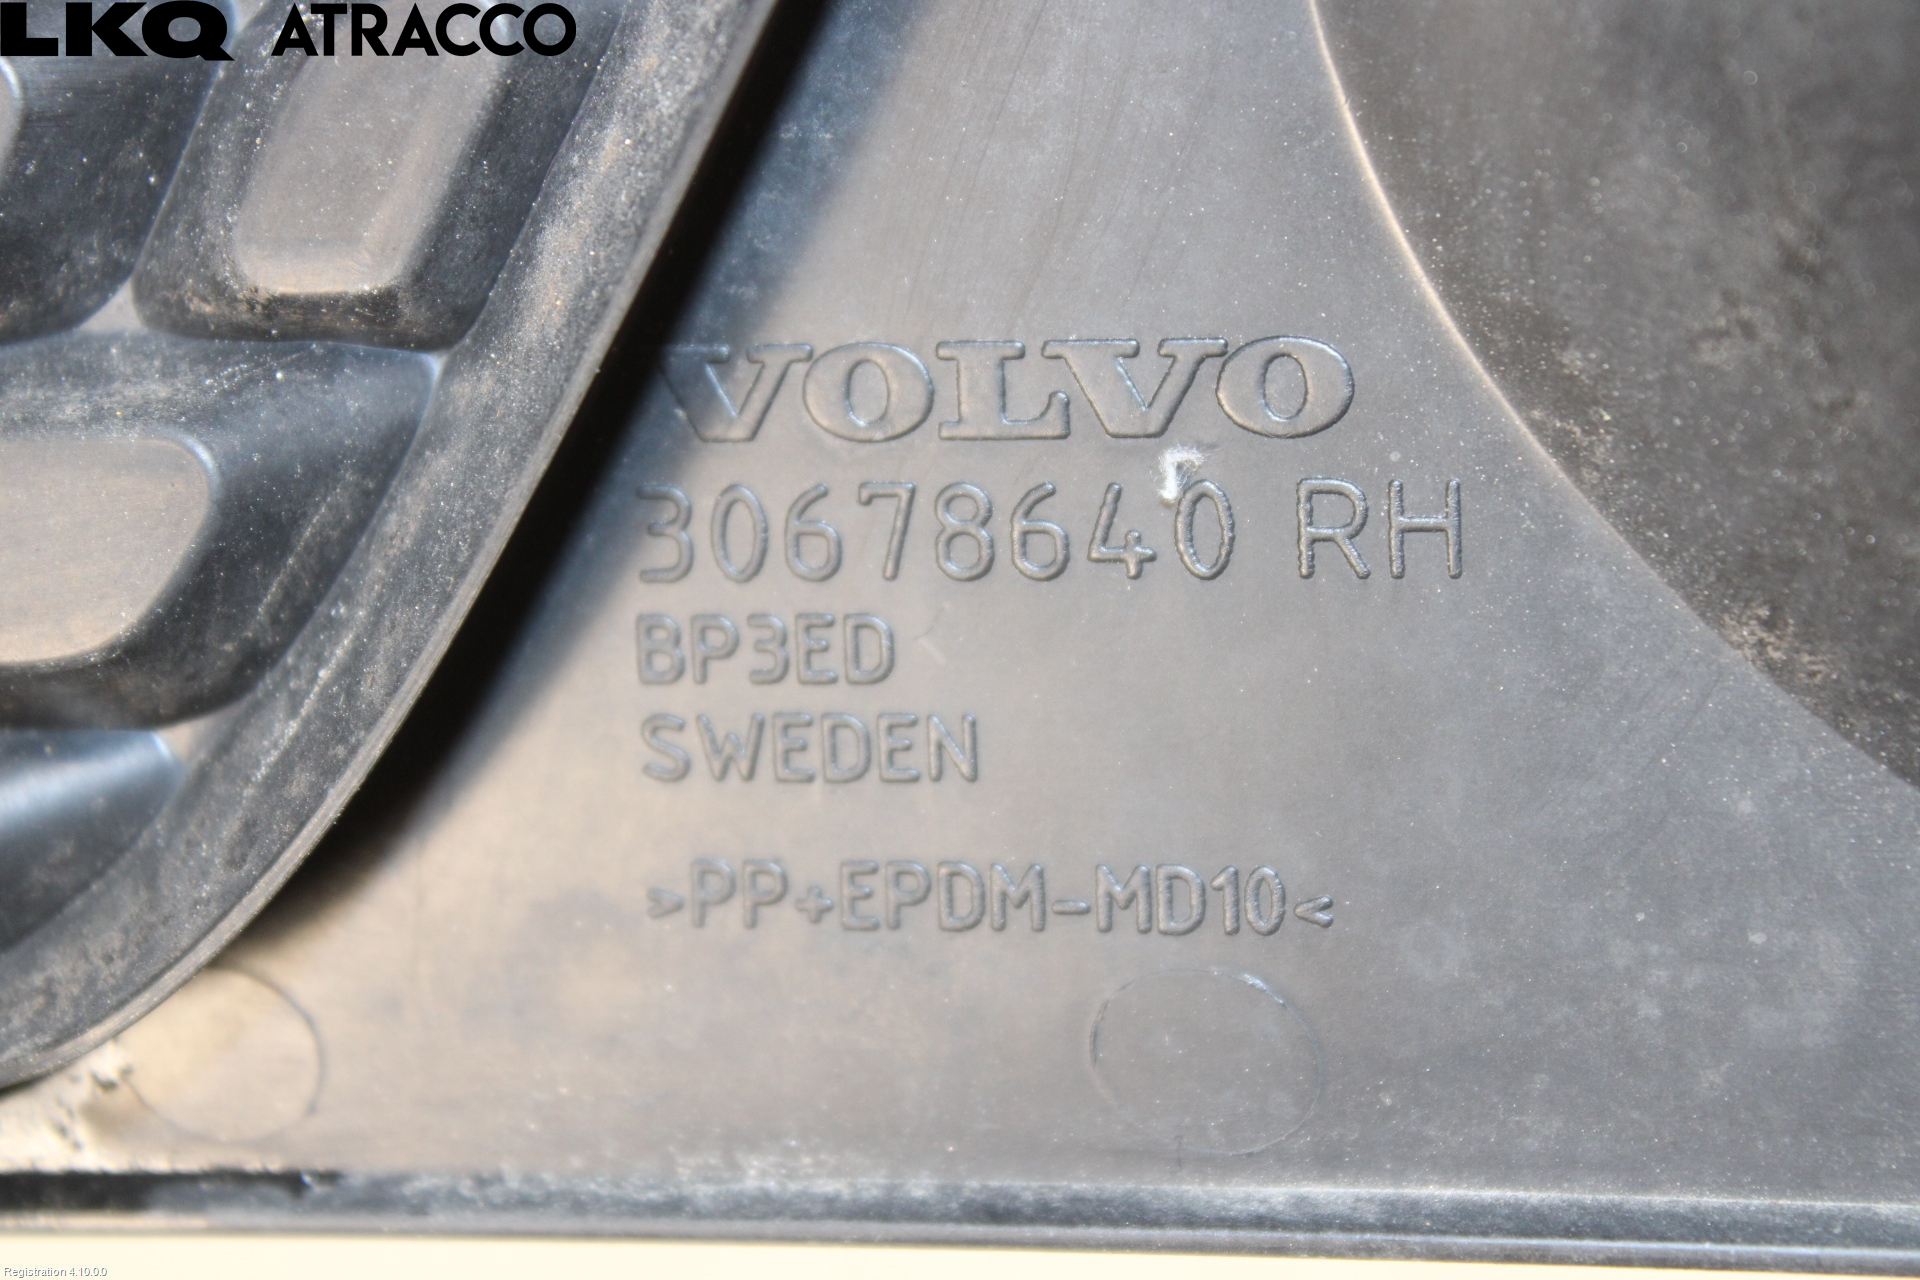 LKQ ATRACCO
VOLVO
30678640 RH
BP3ED
SWEDEN
>PP+EPDM-MD10<
Registration 4.10.0.0